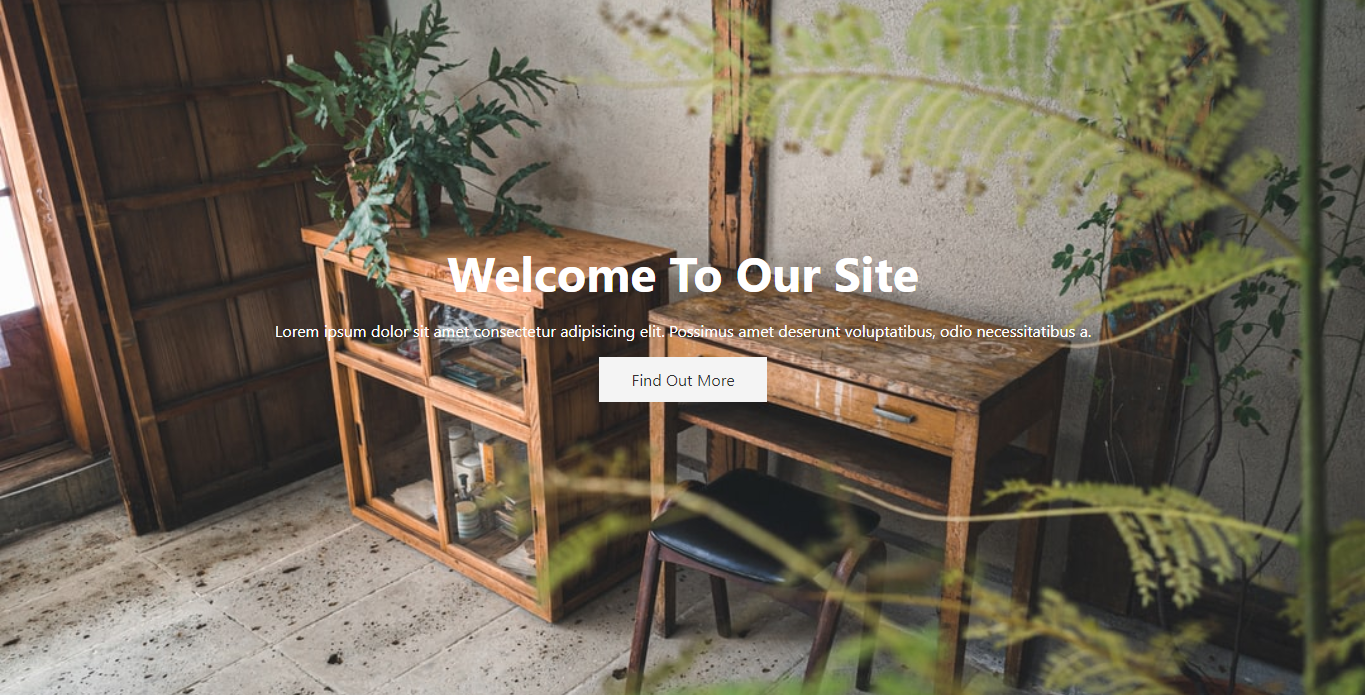 Welcome To Our Site
Lorem ipsum dolor sit amet consectetur adipisicing elit. Possimus amet deserunt voluptatibus, odio necessitatibus a.
Find Out More